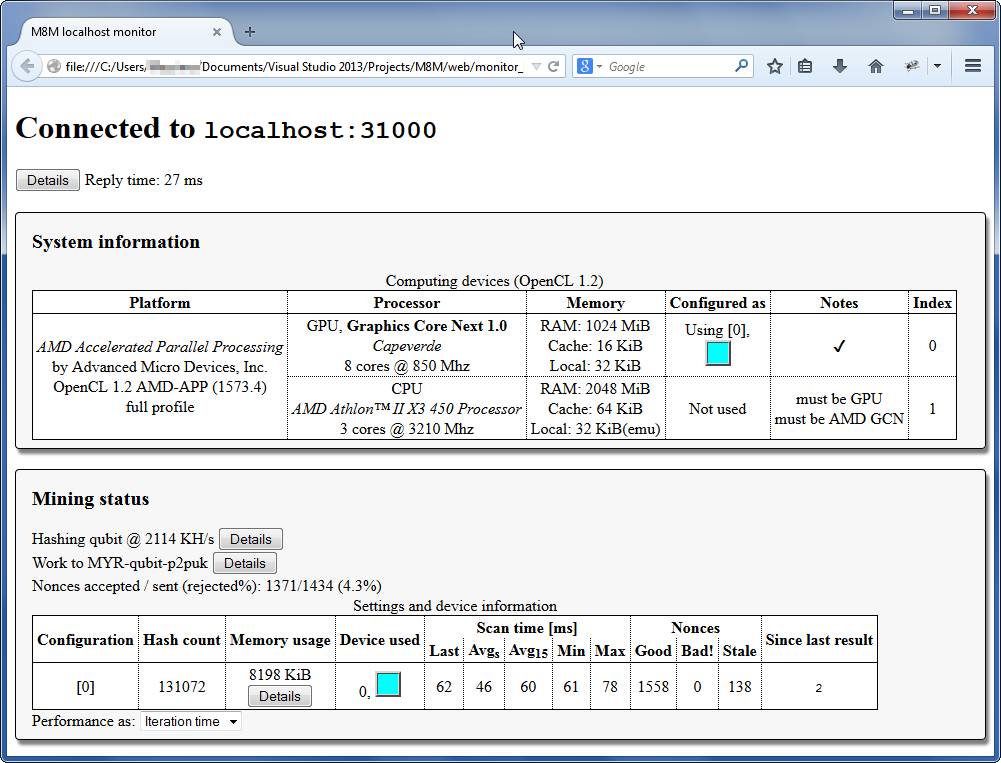 M8M localhost monitor
file:///C:/Users/ /Documents/Visual Studio 2013/Projects/M8M/web/monitor_
Google
Connected to localhost:31000
Details Reply time: 27 ms
System information
Computing devices (OpenCL 1.2)
Platform Processor Memory Configured as Notes Index
AMD Accelerated Parallel Processing
by Advanced Micro Devices, Inc.
OpenCL 1.2 AMD-APP (1573.4)
full profile
GPU, Graphics Core Next 1.0
Capeverde
8 cores @ 850 Mhz
RAM: 1024 MiB
Cache: 16 KiB
Local: 32 KiB
Using [0],
✓
0
CPU
AMD Athlon™ II X3 450 Processor
3 cores @ 3210 Mhz
RAM: 2048 MiB
Cache: 64 KiB
Local: 32 KiB(emu)
Not used
must be GPU
must be AMD GCN
1
Mining status
Hashing qubit @ 2114 KH/s Details
Work to MYR-qubit-p2puk Details
Nonces accepted / sent (rejected%): 1371/1434 (4.3%)
Settings and device information
Configuration Hash count Memory usage Device used Scan time [ms] Nonces Since last result
Last Avgs Avg15 Min Max Good Bad! Stale
[0] 131072 8198 KiB
Details
0, 62 46 60 61 78 1558 0 138 2
Performance as: Iteration time